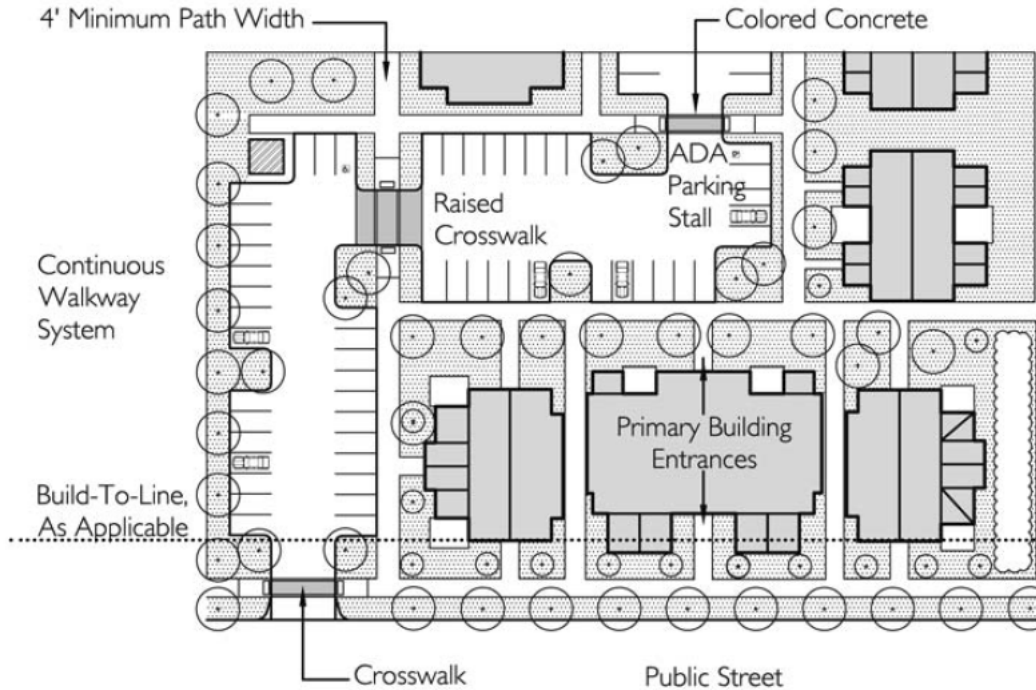 4' Minimum Path Width
Colored Concrete
ADA
Parking
Stall
Raised
Crosswalk
Continuous
Walkway
System
Primary Building
Entrances
Build-To-Line,
As Applicable
Crosswalk
Public Street